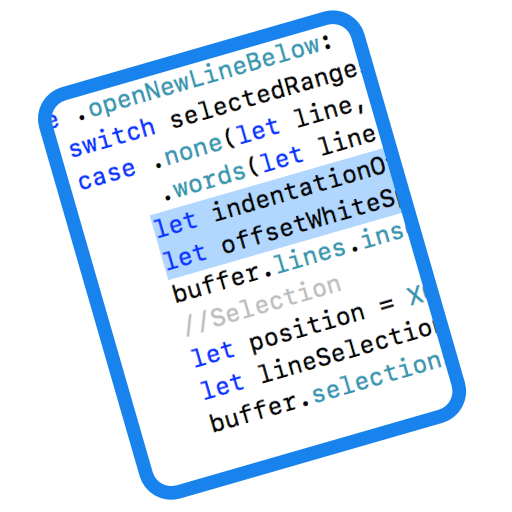 .openNewLineBelow:
switch selectedRange
case .none(let line,
.words(let line
let indentationO
let offsetWhiteS
buffer.lines.ins
//Selection
let position = X
let lineSelectio
buffer.selection